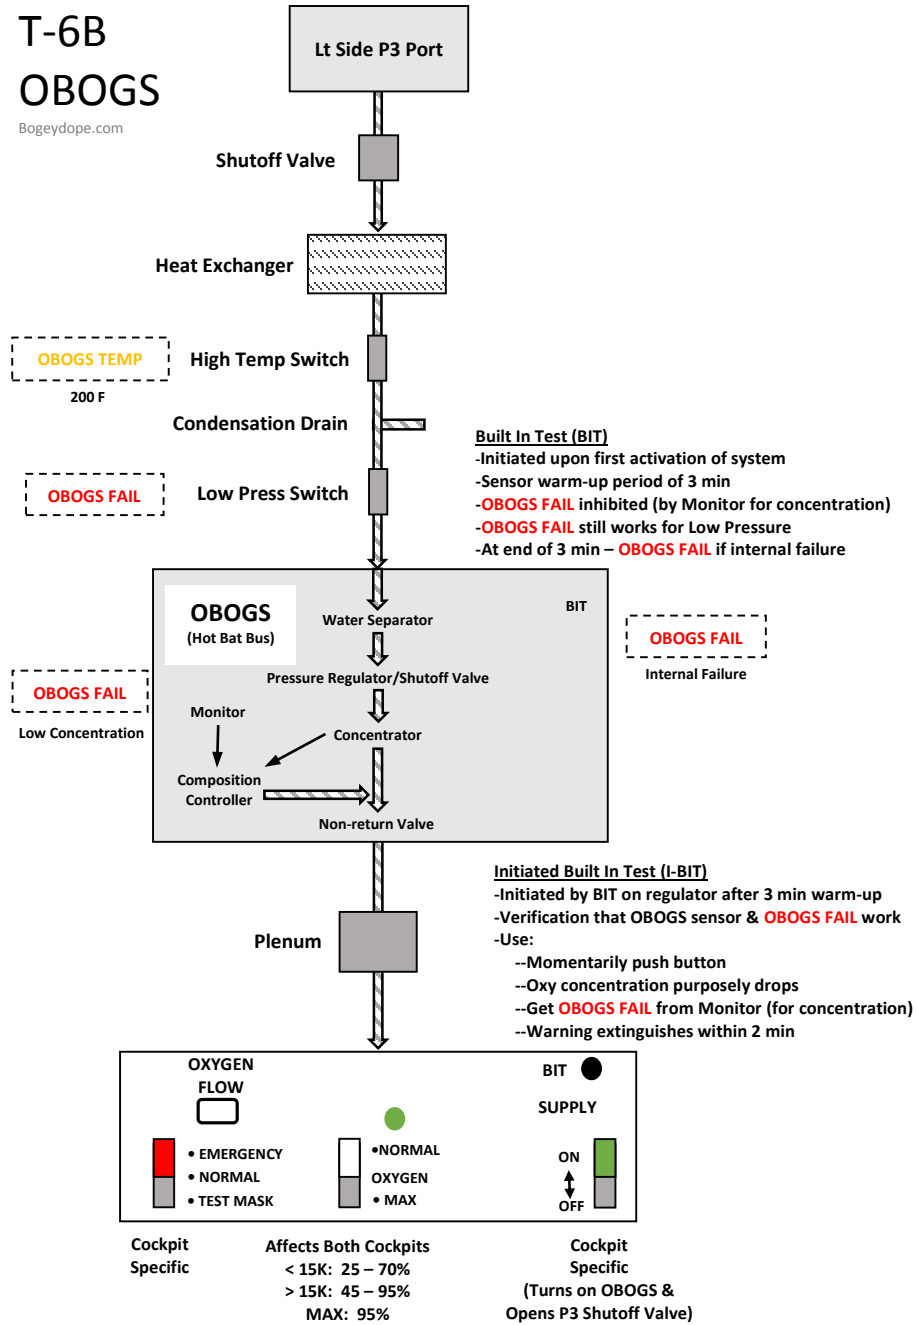 T-6B
OBOGS
Bogeydope.com
Lt Side P3 Port
Shutoff Valve
Heat Exchanger
OBOGS TEMP
200 F
High Temp Switch
Condensation Drain
OBOGS FAIL
Low Press Switch
Built In Test (BIT)
-Initiated upon first activation of system
-Sensor warm-up period of 3 min
-OBOGS FAIL inhibited (by Monitor for concentration)
-OBOGS FAIL still works for Low Pressure
-At end of 3 min – OBOGS FAIL if internal failure
OBOGS
(Hot Bat Bus)
BIT
Water Separator
OBOGS FAIL
Internal Failure
Pressure Regulator/Shutoff Valve
OBOGS FAIL
Low Concentration
Monitor
Concentrator
Composition
Controller
Non-return Valve
Initiated Built In Test (I-BIT)
-Initiated by BIT on regulator after 3 min warm-up
-Verification that OBOGS sensor & OBOGS FAIL work
-Use:
--Momentarily push button
--Oxy concentration purposely drops
--Get OBOGS FAIL from Monitor (for concentration)
--Warning extinguishes within 2 min
Plenum
OXYGEN
FLOW
BIT
SUPPLY
• EMERGENCY
• NORMAL
• TEST MASK
•NORMAL
OXYGEN
• MAX
ON
OFF
Cockpit
Specific
Affects Both Cockpits
< 15K: 25 – 70%
> 15K: 45 – 95%
MAX: 95%
Cockpit
Specific
(Turns on OBOGS &
Opens P3 Shutoff Valve)